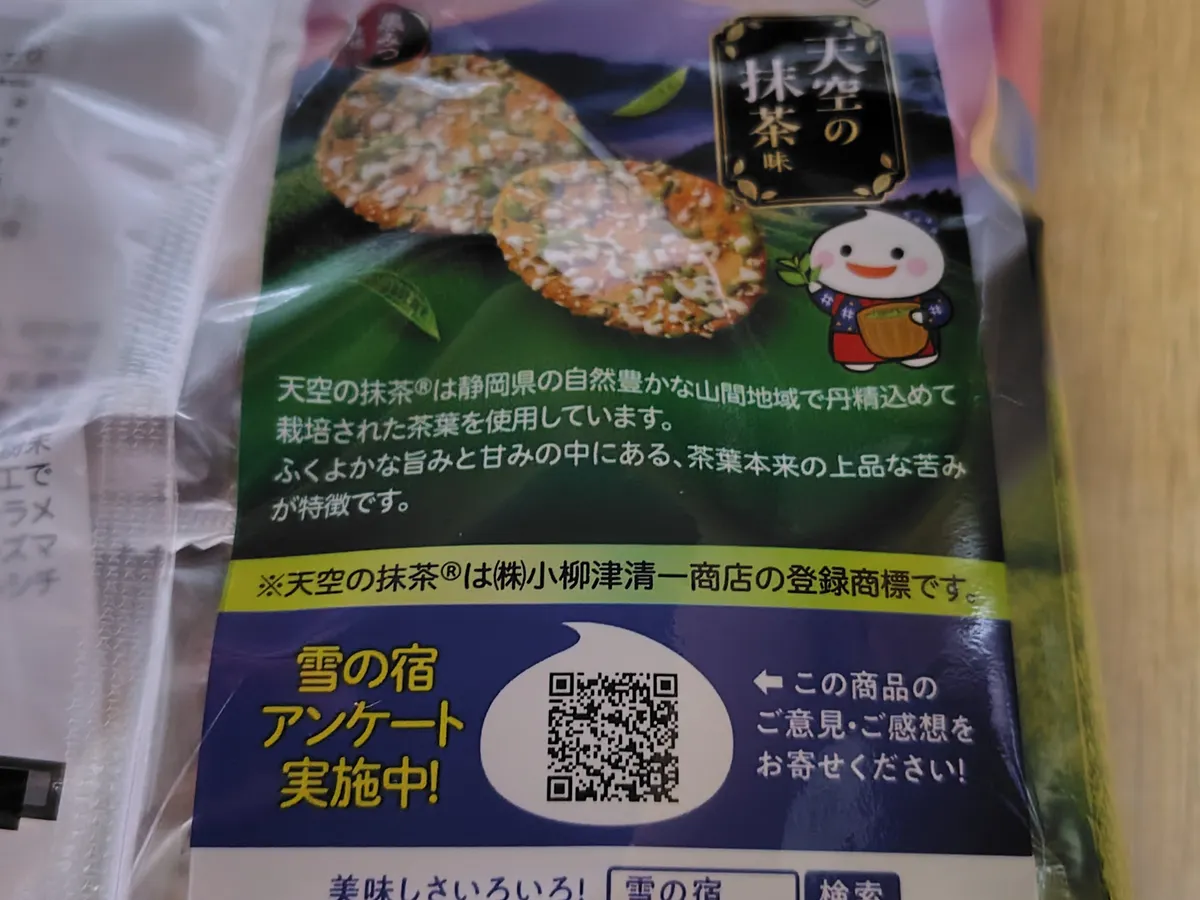 天空の
抹茶味
天空の抹茶®は静岡県の自然豊かな山間地域で丹精込めて
栽培された茶葉を使用しています。
ふくよかな旨みと甘みの中にある、茶葉本来の上品な苦み
が特徴です。
※天空の抹茶®は㈱小柳津清一商店の登録商標です。
雪の宿
アンケート
実施中!
←この商品の
ご意見・ご感想を
お寄せください!
美味しさいろいろ!
雪の宿
検索
工で
ラメ
ズマ